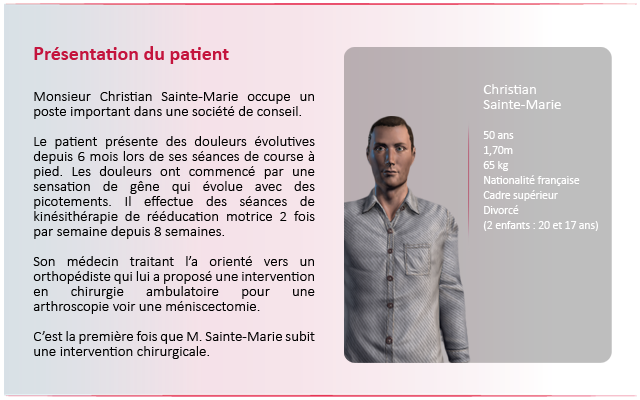 Présentation du patient
Monsieur Christian Sainte-Marie occupe un
poste important dans une société de conseil.
Le patient présente des douleurs évolutives
depuis 6 mois lors de ses séances de course à
pied. Les douleurs ont commencé par une
sensation de gêne qui évolue avec des
picotements. Il effectue des séances de
kinésithérapie de rééducation motrice 2 fois
par semaine depuis 8 semaines.
Son médecin traitant l'a orienté vers un
orthopédiste qui lui a proposé une intervention
en chirurgie ambulatoire pour une
arthroscopie voir une méniscectomie.
C'est la première fois que M. Sainte-Marie subit
une intervention chirurgicale.
Christian
Sainte-Marie
50 ans
1,70m
65 kg
Nationalité française
Cadre supérieur
Divorcé
(2 enfants : 20 et 17 ans)